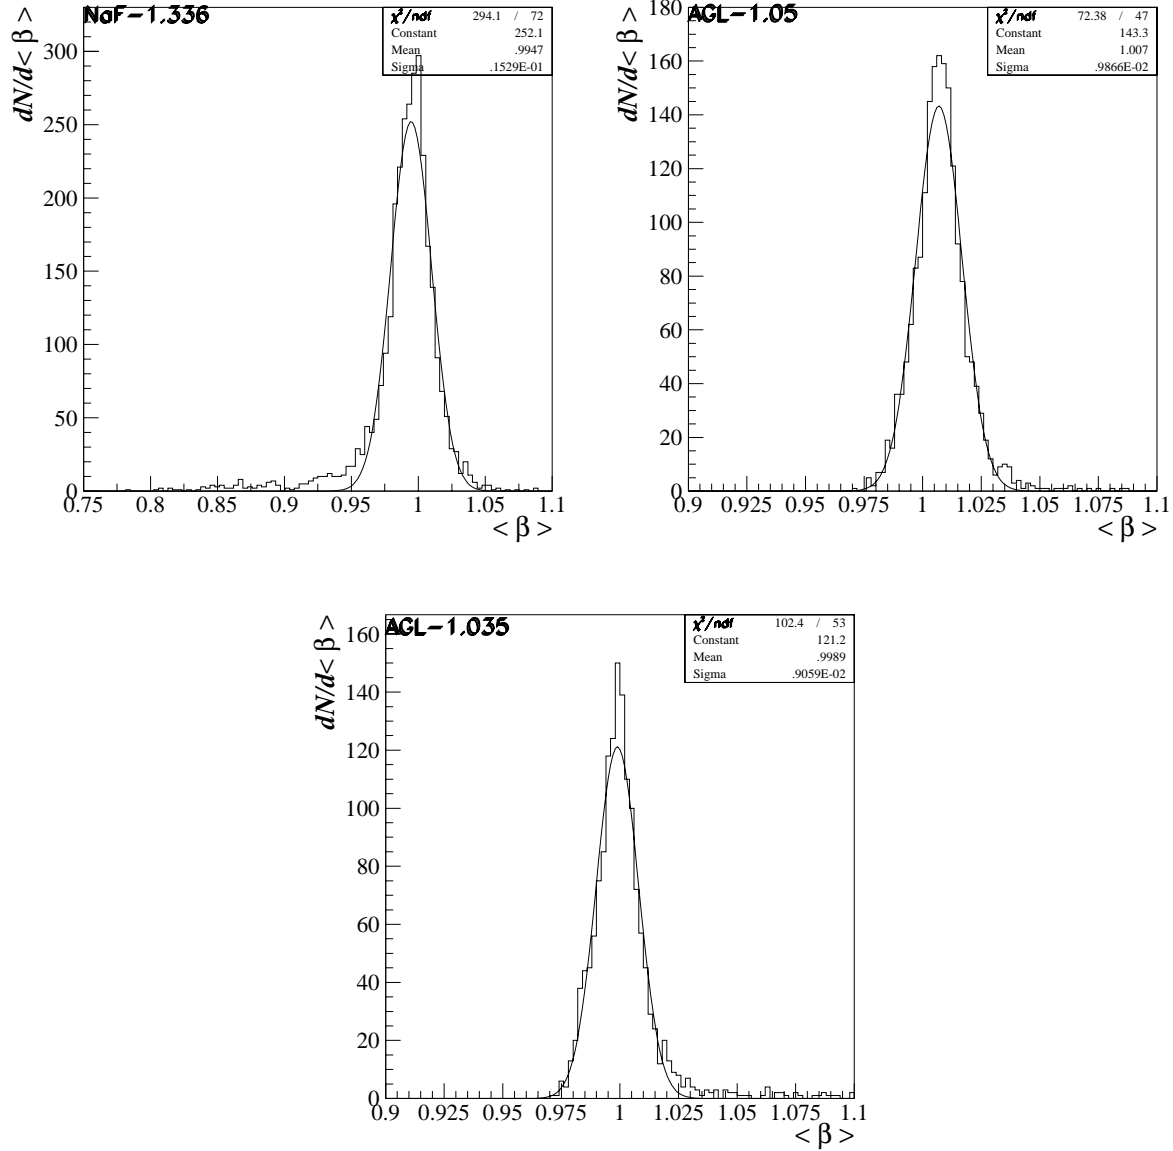 NaF-1.336
χ²/ndf 294.1 / 72
Constant 252.1
Mean .9947
Sigma .1529E-01
dN/d< β >
300
250
200
150
100
50
0
0.75 0.8 0.85 0.9 0.95 1 1.05 1.1
< β >
AGL-1.05
χ²/ndf 72.38 / 47
Constant 143.3
Mean 1.007
Sigma .9866E-02
dN/d< β >
180
160
140
120
100
80
60
40
20
0
0.9 0.925 0.95 0.975 1 1.025 1.05 1.075 1.1
< β >
AGL-1.035
χ²/ndf 102.4 / 53
Constant 121.2
Mean .9989
Sigma .9059E-02
dN/d< β >
160
140
120
100
80
60
40
20
0
0.9 0.925 0.95 0.975 1 1.025 1.05 1.075 1.1
< β >